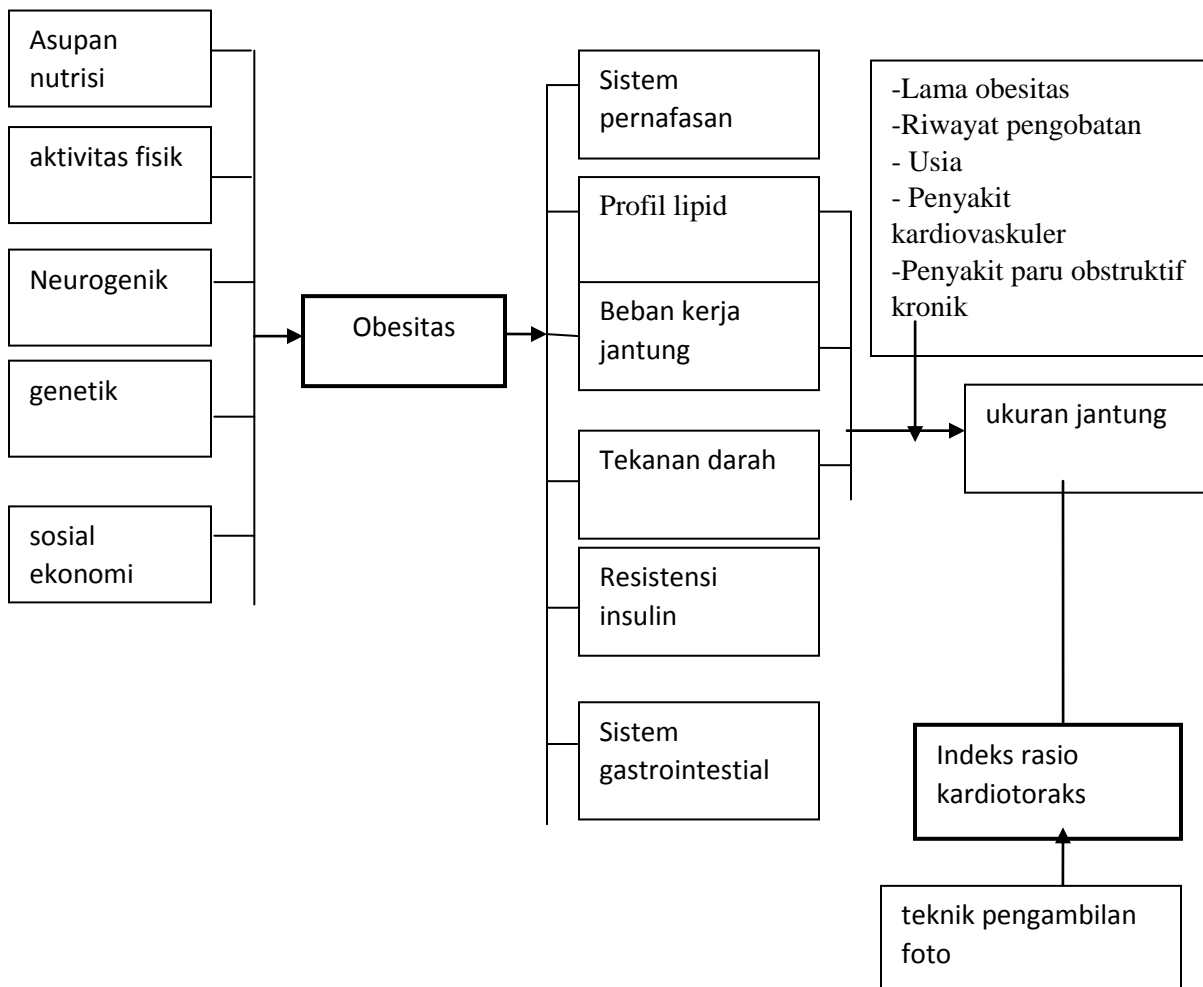 Asupan
nutrisi
aktivitas fisik
Neurogenik
genetik
sosial
ekonomi
Obesitas
Sistem
pernafasan
Profil lipid
Beban kerja
jantung
Tekanan darah
Resistensi
insulin
Sistem
gastrointestial
-Lama obesitas
-Riwayat pengobatan
- Usia
- Penyakit
kardiovaskuler
-Penyakit paru obstruktif
kronik
ukuran jantung
Indeks rasio
kardiotoraks
teknik pengambilan
foto